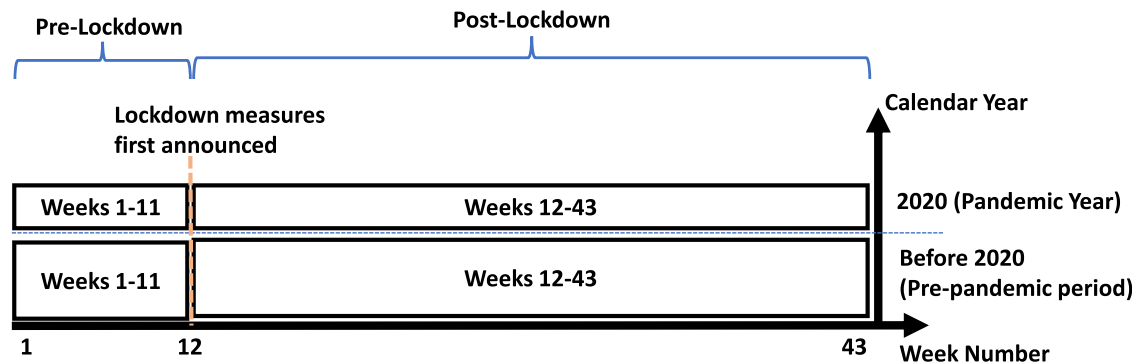 Pre-Lockdown
Post-Lockdown
Lockdown measures
first announced
Calendar Year
Weeks 1-11
Weeks 12-43
2020 (Pandemic Year)
Weeks 1-11
Weeks 12-43
Before 2020
(Pre-pandemic period)
1
12
43
Week Number